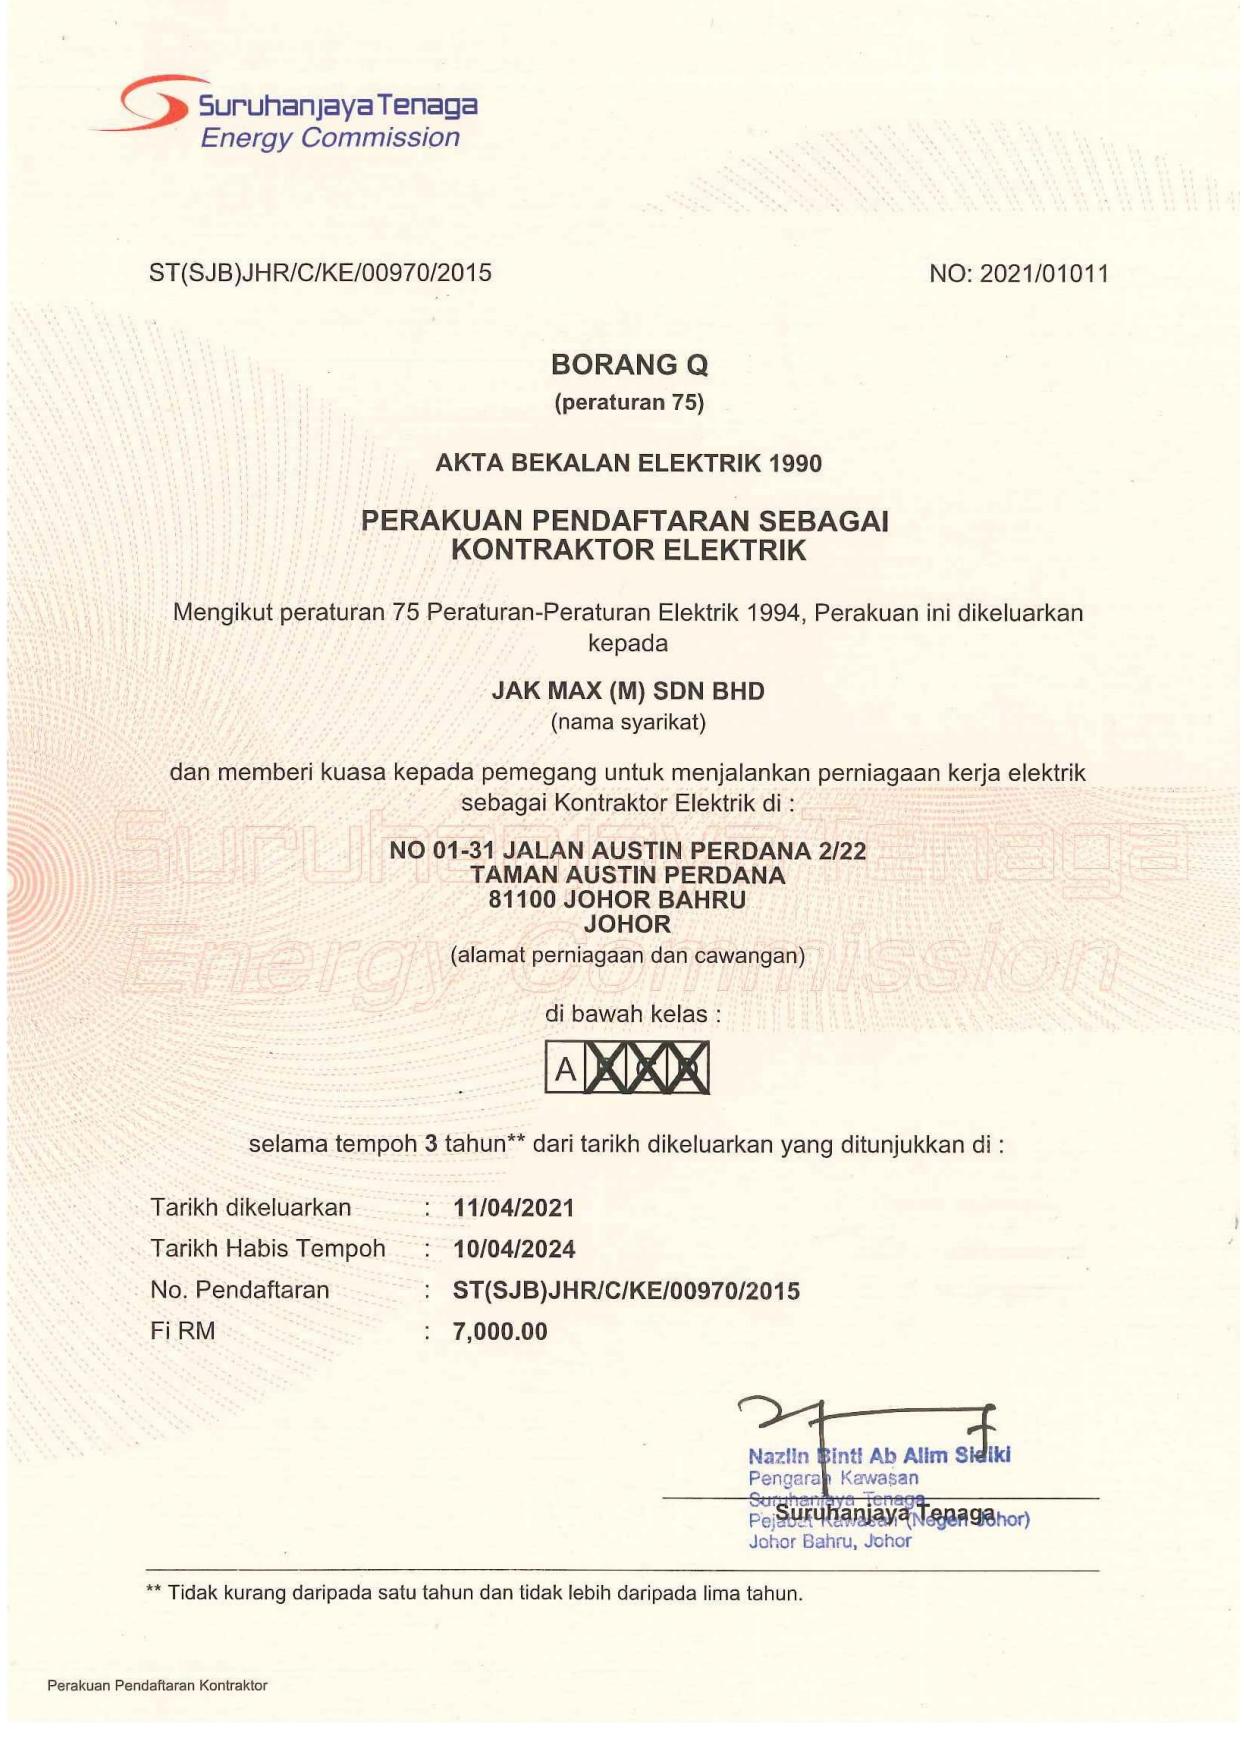 Suruhanjaya Tenaga
Energy Commission
ST(SJB)JHR/C/KE/00970/2015
NO: 2021/01011
BORANG Q
(peraturan 75)
AKTA BEKALAN ELEKTRIK 1990
PERAKUAN PENDAFTARAN SEBAGAI
KONTRAKTOR ELEKTRIK
Mengikut peraturan 75 Peraturan-Peraturan Elektrik 1994, Perakuan ini dikeluarkan
kepada
JAK MAX (M) SDN BHD
(nama syarikat)
dan memberi kuasa kepada pemegang untuk menjalankan perniagaan kerja elektrik
sebagai Kontraktor Elektrik di :
Suruhanjaya Tenaga
NO 01-31 JALAN AUSTIN PERDANA 2/22
TAMAN AUSTIN PERDANA
81100 JOHOR BAHRU
JOHOR
Energy Commission
(alamat perniagaan dan cawangan)
di bawah kelas :
A B C D
selama tempoh 3 tahun** dari tarikh dikeluarkan yang ditunjukkan di :
Tarikh dikeluarkan : 11/04/2021
Tarikh Habis Tempoh : 10/04/2024
No. Pendaftaran : ST(SJB)JHR/C/KE/00970/2015
Fi RM : 7,000.00
Nazlin Binti Ab Alim Sidiki
Pengarah Kawasan
Suruhanjaya Tenaga
Suruhanjaya Tenaga
Pejabat Kawasan (Negeri Johor)
Johor Bahru, Johor
** Tidak kurang daripada satu tahun dan tidak lebih daripada lima tahun.
Perakuan Pendaftaran Kontraktor